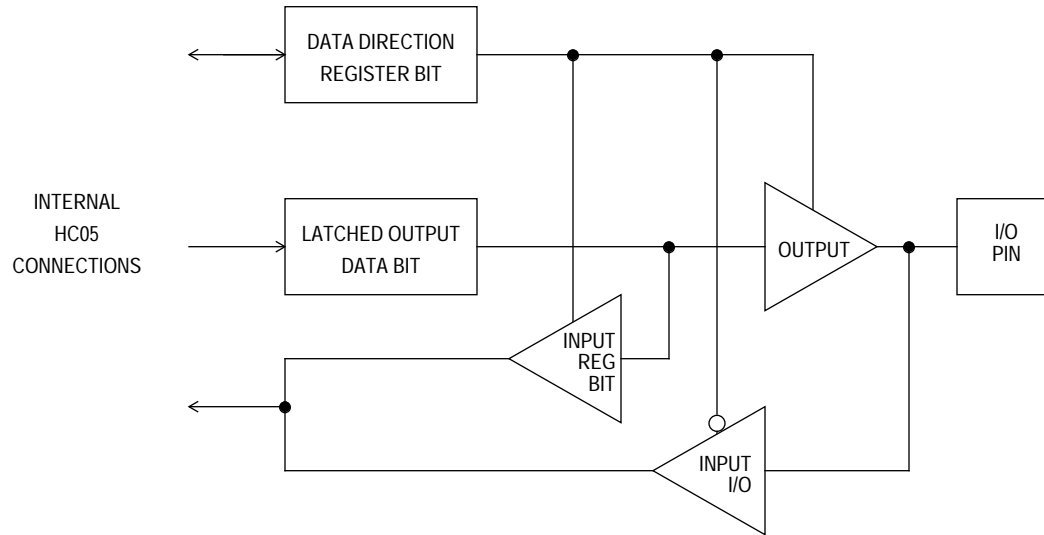 DATA DIRECTION
REGISTER BIT
INTERNAL
HC05
CONNECTIONS
LATCHED OUTPUT
DATA BIT
OUTPUT
I/O
PIN
INPUT
REG
BIT
INPUT
I/O